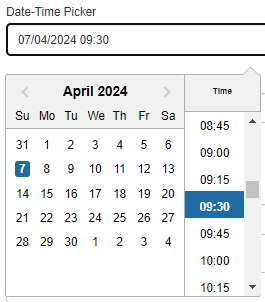 Date-Time Picker
07/04/2024 09:30
April 2024
Su Mo Tu We Th Fr Sa
31 1 2 3 4 5 6
7 8 9 10 11 12 13
14 15 16 17 18 19 20
21 22 23 24 25 26 27
28 29 30 1 2 3 4
Time
08:45
09:00
09:15
09:30
09:45
10:00
10:15